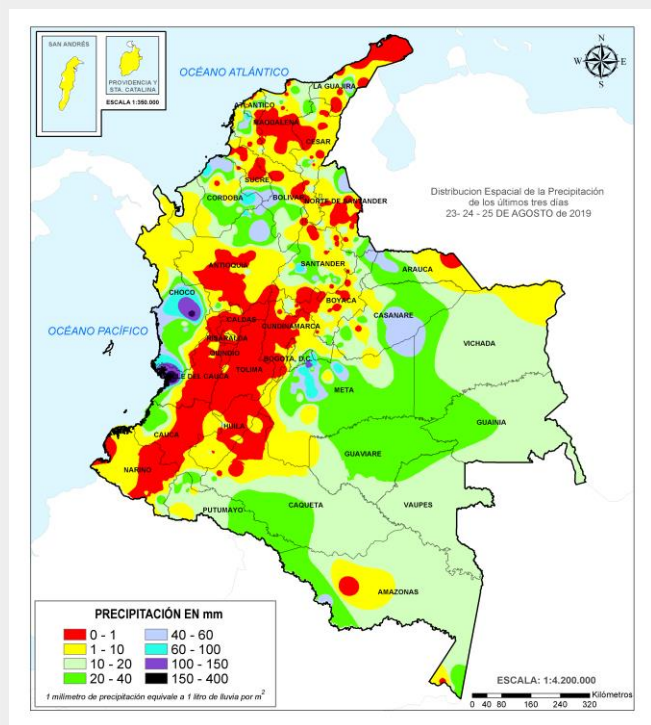 SAN ANDRÉS
PROVIDENCIA Y
STA. CATALINA
ESCALA 1:350.000
OCÉANO ATLÁNTICO
N
W E
S
LA GUAJIRA
ATLANTICO
MAGDALENA
CESAR
SUCRE
CORDOBA
BOLIVAR
NORTE DE SANTANDER
Distribucion Espacial de la Precipitación
de los últimos tres días
23- 24 - 25 DE AGOSTO de 2019
ANTIOQUIA
SANTANDER
ARAUCA
CHOCO
BOYACA
CASANARE
OCÉANO PACÍFICO
CALDAS
CUNDINAMARCA
RISARALDA
VICHADA
QUINDIO
BOGOTA, D.C.
LE DEL CAUCA
TOLIMA
META
GUAINIA
CAUCA
HUILA
GUAVIARE
NARIÑO
PUTUMAYO
CAQUETA
VAUPES
AMAZONAS
PRECIPITACIÓN EN mm
0 - 1 40 - 60
1 - 10 60 - 100
10 - 20 100 - 150
20 - 40 150 - 400
1 milimetro de precipitación equivale a 1 litro de lluvia por m2
ESCALA: 1:4.200.000
Kilómetros
0 40 80 160 240 320